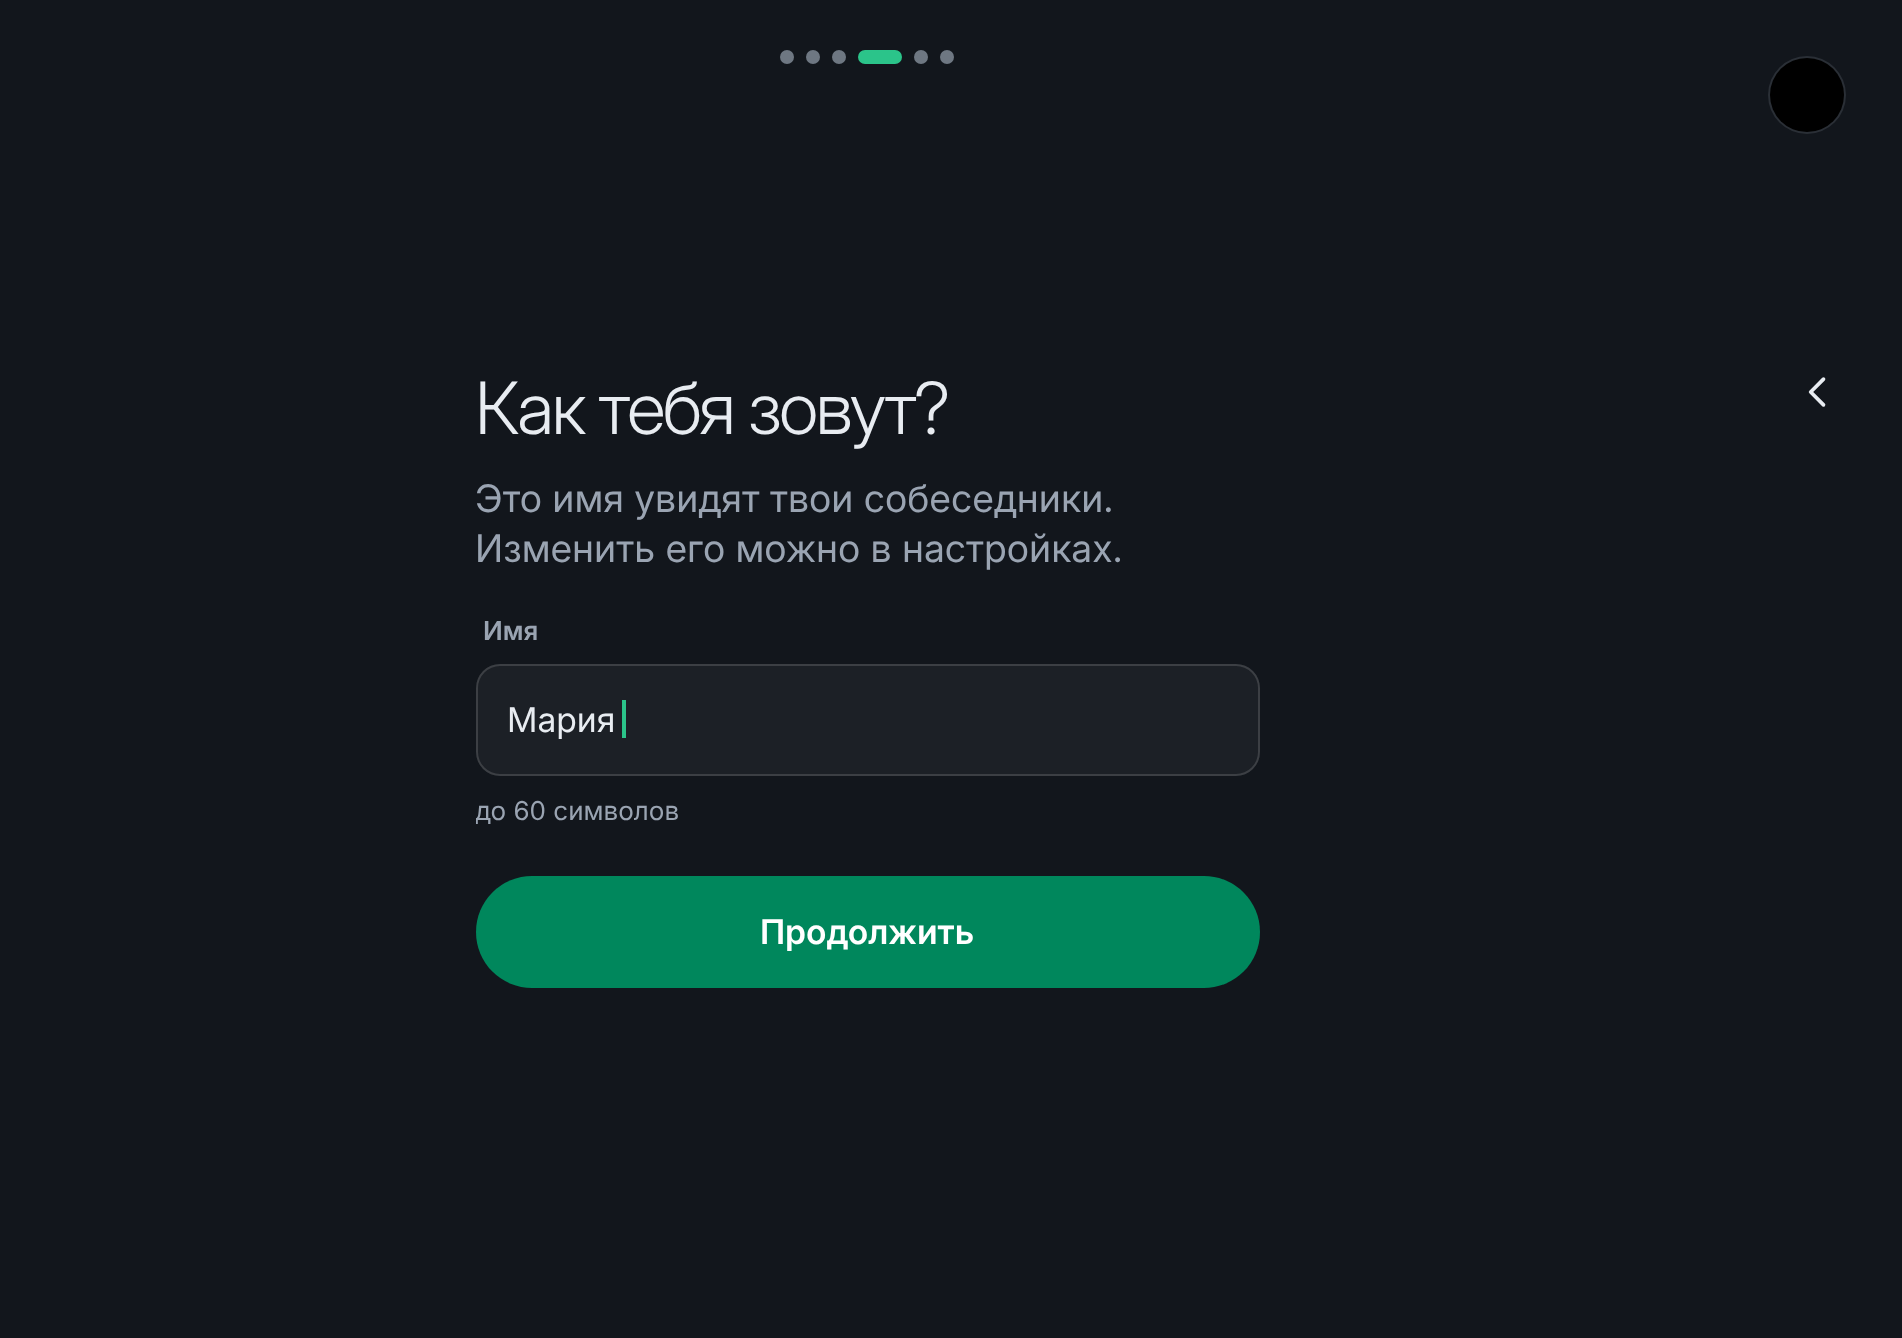 Как тебя зовут?
Это имя увидят твои собеседники.
Изменить его можно в настройках.
Имя
Мария
до 60 символов
Продолжить